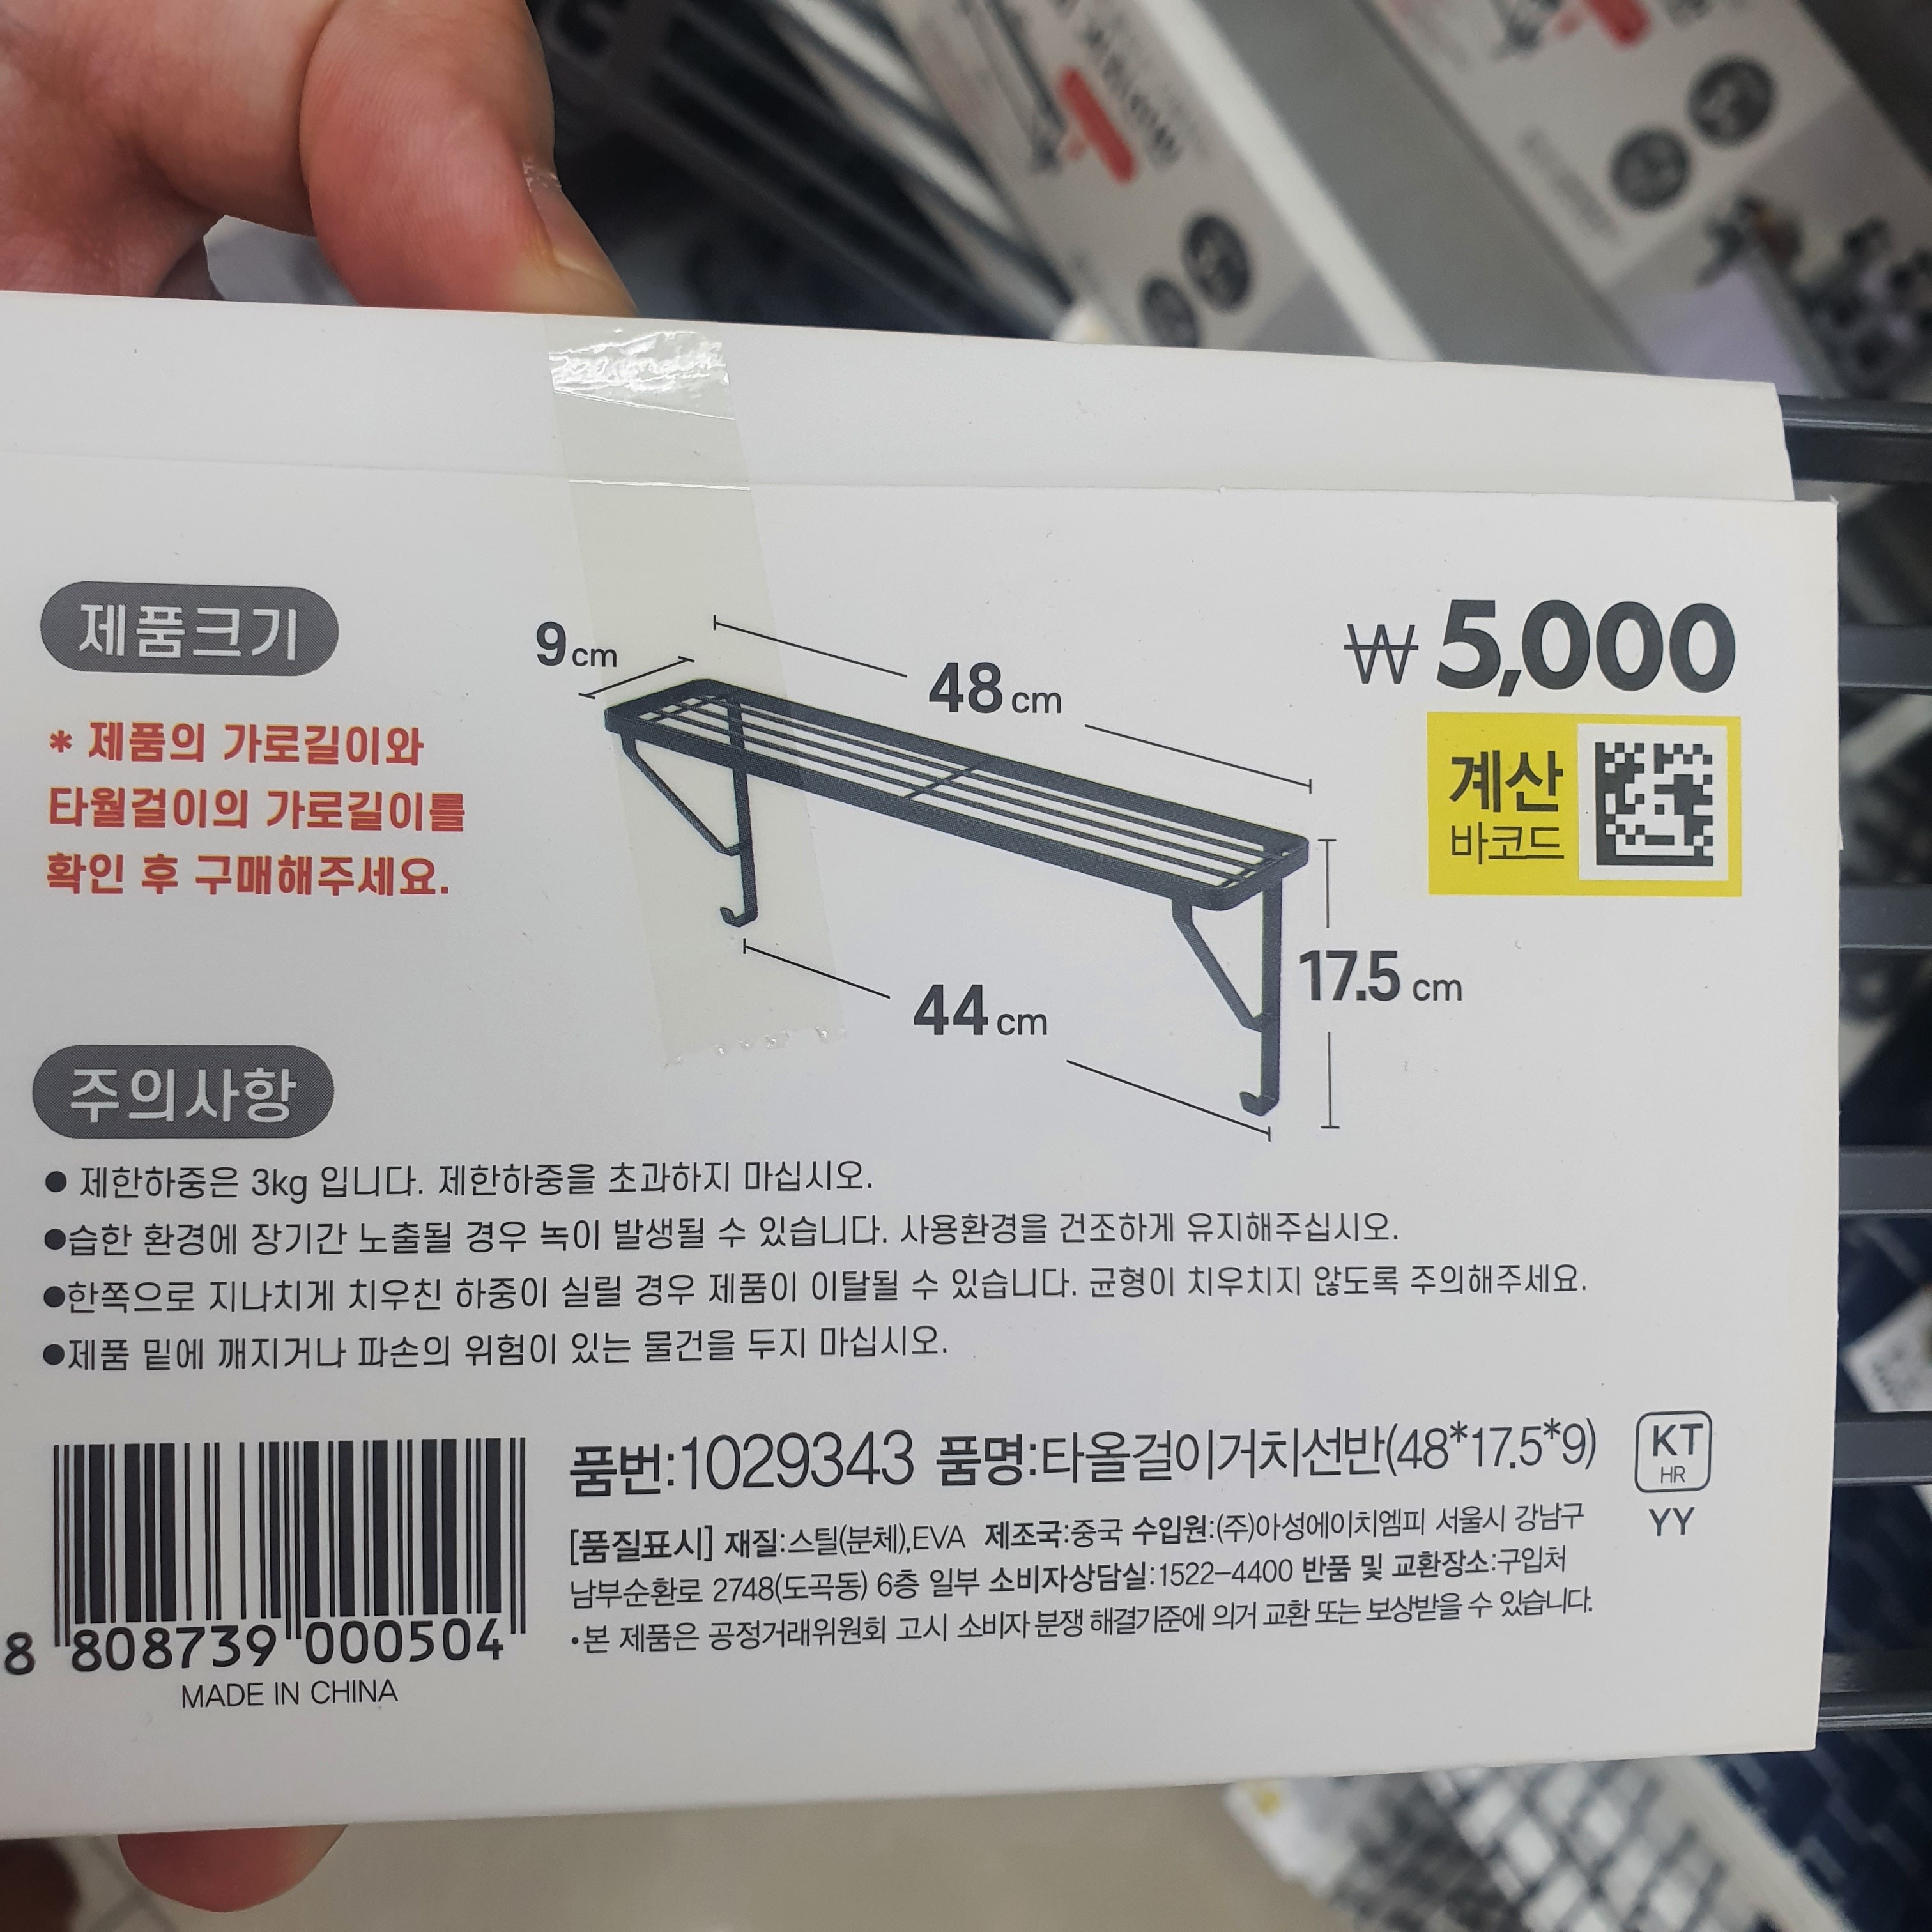 제품크기
* 제품의 가로길이와
타월걸이의 가로길이를
확인 후 구매해주세요.
9cm
48cm
₩5,000
계산
바코드
17.5 cm
44cm
주의사항
● 제한하중은 3kg 입니다. 제한하중을 초과하지 마십시오.
●습한 환경에 장기간 노출될 경우 녹이 발생될 수 있습니다. 사용환경을 건조하게 유지해주십시오.
●한쪽으로 지나치게 치우친 하중이 실릴 경우 제품이 이탈될 수 있습니다. 균형이 치우치지 않도록 주의해주세요.
●제품 밑에 깨지거나 파손의 위험이 있는 물건을 두지 마십시오.
품번:1029343 품명:타올걸이거치선반(48*17.5*9)
KT
HR
YY
[품질표시] 재질:스틸(분체),EVA 제조국:중국 수입원:(주)아성에이치엠피 서울시 강남구
남부순환로 2748(도곡동) 6층 일부 소비자상담실:1522-4400 반품 및 교환장소:구입처
•본 제품은 공정거래위원회 고시 소비자 분쟁 해결기준에 의거 교환 또는 보상받을 수 있습니다.
8 808739 000504
MADE IN CHINA